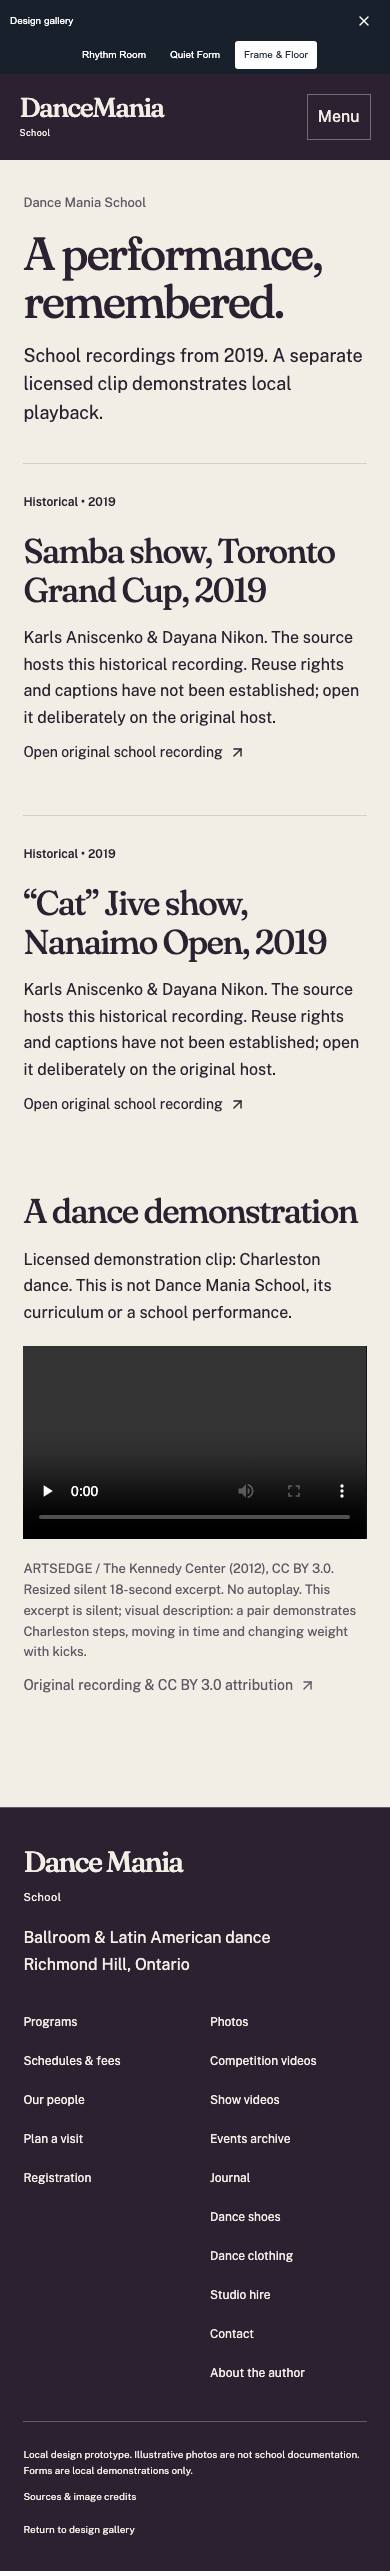 Design gallery
Rhythm Room Quiet Form Frame & Floor
DanceMania
School
Menu
Dance Mania School
A performance,
remembered.
School recordings from 2019. A separate
licensed clip demonstrates local
playback.
Historical • 2019
Samba show, Toronto
Grand Cup, 2019
Karls Aniscenko & Dayana Nikon. The source
hosts this historical recording. Reuse rights
and captions have not been established; open
it deliberately on the original host.
Open original school recording
Historical • 2019
“Cat” Jive show,
Nanaimo Open, 2019
Karls Aniscenko & Dayana Nikon. The source
hosts this historical recording. Reuse rights
and captions have not been established; open
it deliberately on the original host.
Open original school recording
A dance demonstration
Licensed demonstration clip: Charleston
dance. This is not Dance Mania School, its
curriculum or a school performance.
0:00
ARTSEDGE / The Kennedy Center (2012), CC BY 3.0.
Resized silent 18-second excerpt. No autoplay. This
excerpt is silent; visual description: a pair demonstrates
Charleston steps, moving in time and changing weight
with kicks.
Original recording & CC BY 3.0 attribution
Dance Mania
School
Ballroom & Latin American dance
Richmond Hill, Ontario
Programs
Schedules & fees
Our people
Plan a visit
Registration
Photos
Competition videos
Show videos
Events archive
Journal
Dance shoes
Dance clothing
Studio hire
Contact
About the author
Local design prototype. Illustrative photos are not school documentation.
Forms are local demonstrations only.
Sources & image credits
Return to design gallery